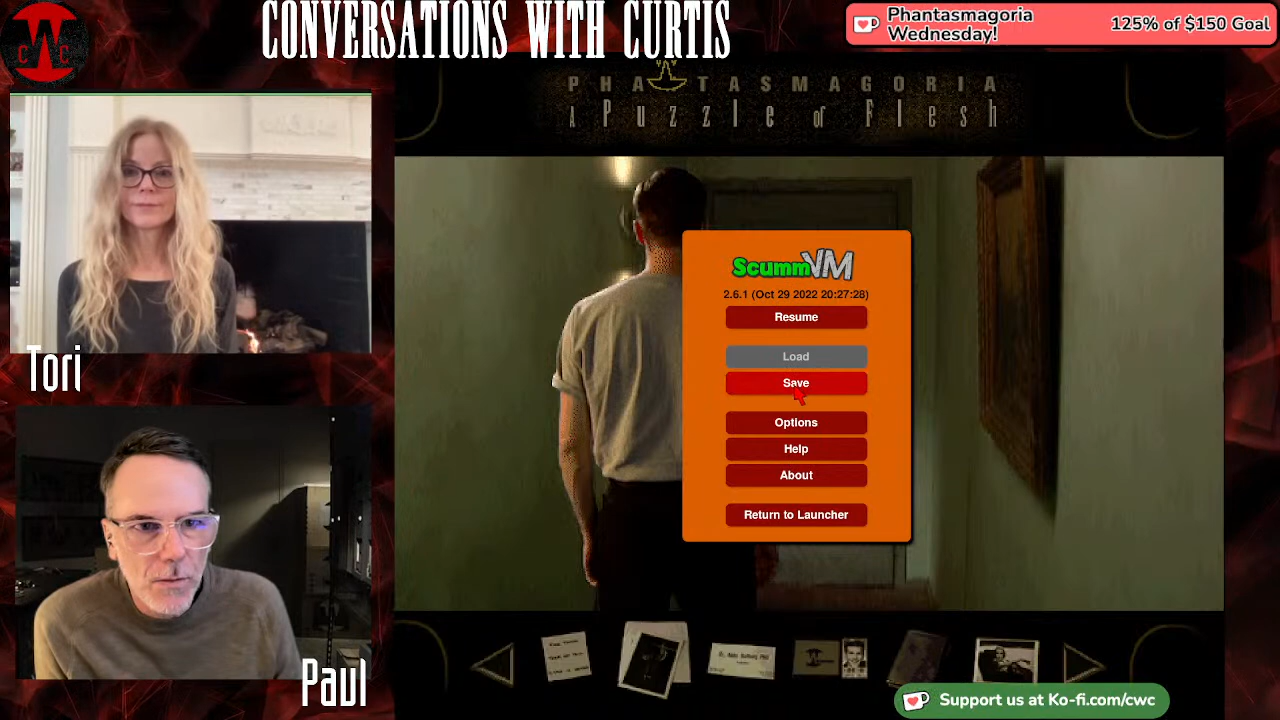 CONVERSATIONS WITH CURTIS
C C
Phantasmagoria
Wednesday!
125% of $150 Goal
PHANTASMAGORIA
A Puzzle of Flesh
ScummVM
2.6.1 (Oct 29 2022 20:27:28)
Resume
Load
Save
Options
Help
About
Return to Launcher
Tori
Paul
Support us at Ko-fi.com/cwc